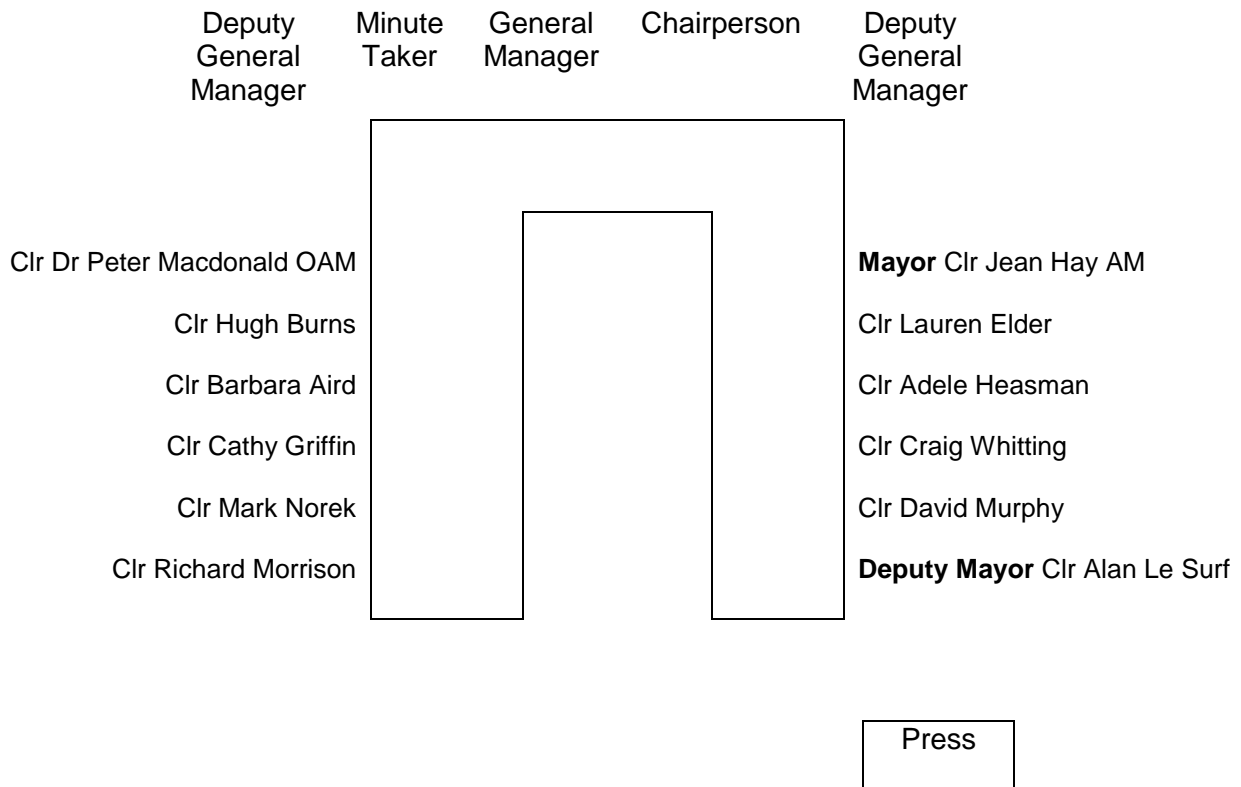 Deputy General Manager
Minute Taker
General Manager
Chairperson
Deputy General Manager
Clr Dr Peter Macdonald OAM
Mayor Clr Jean Hay AM
Clr Hugh Burns
Clr Lauren Elder
Clr Barbara Aird
Clr Adele Heasman
Clr Cathy Griffin
Clr Craig Whitting
Clr Mark Norek
Clr David Murphy
Clr Richard Morrison
Deputy Mayor Clr Alan Le Surf
Press